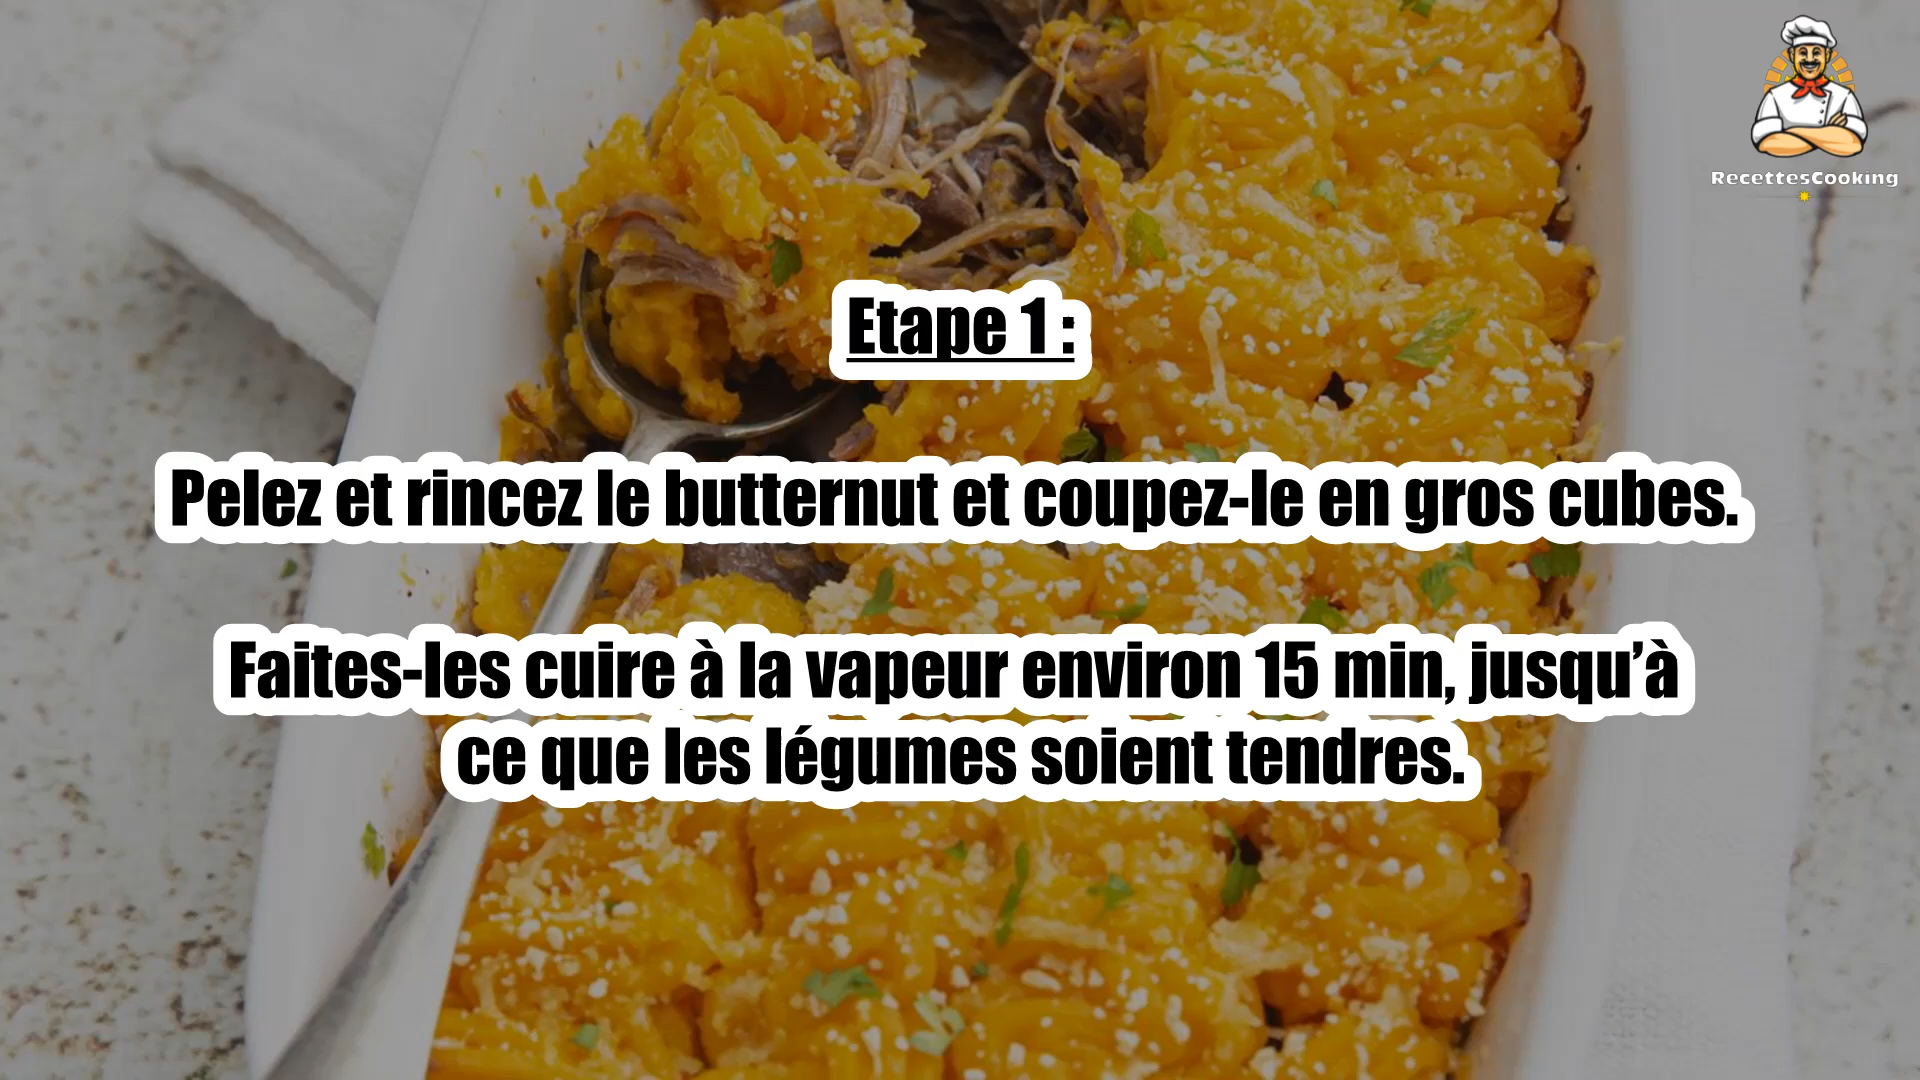 RecettesCooking
Etape 1 :
Pelez et rincez le butternut et coupez-le en gros cubes.
Faites-les cuire à la vapeur environ 15 min, jusqu’à
ce que les légumes soient tendres.